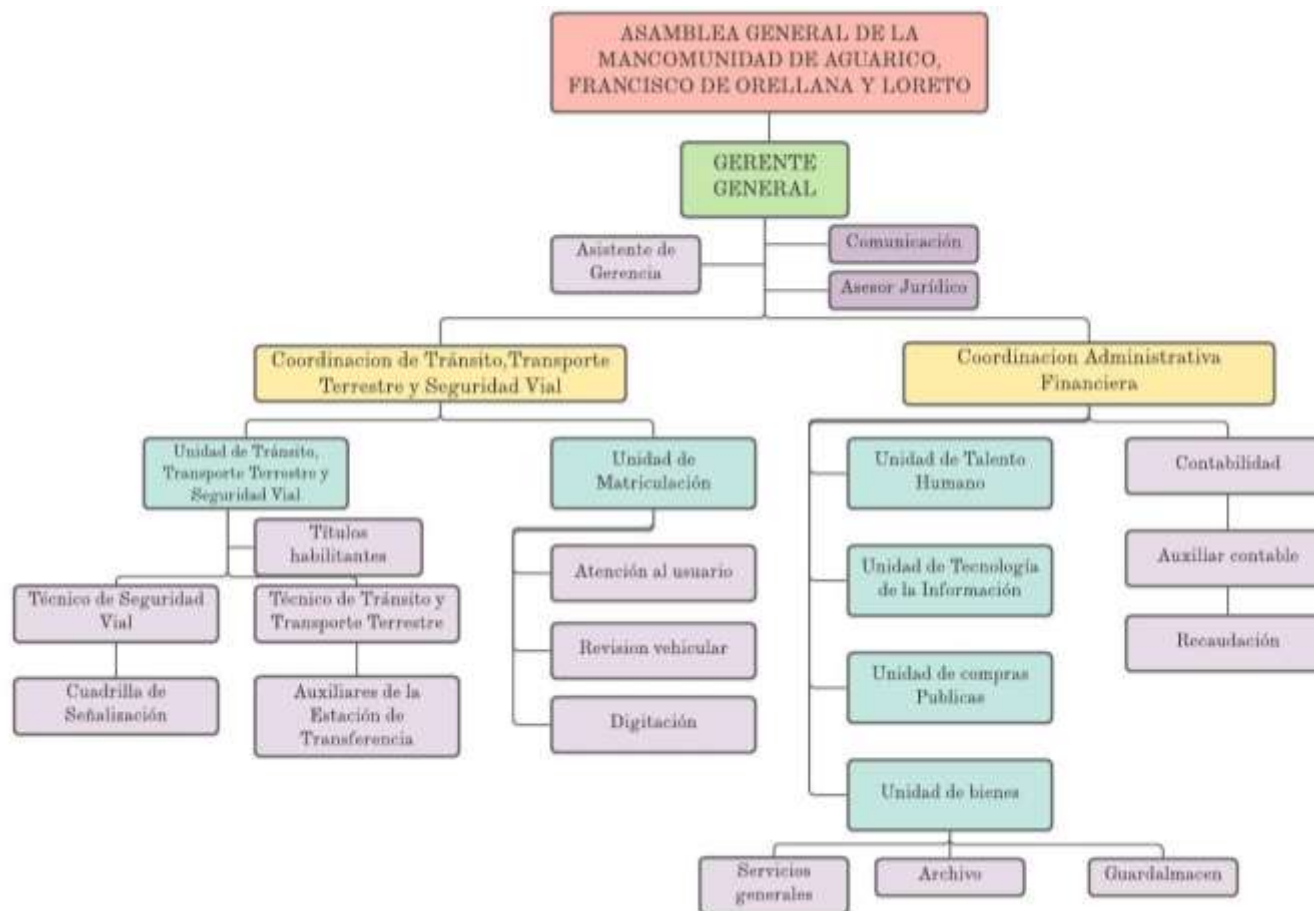 ASAMBLEA GENERAL DE LA
MANCOMUNIDAD DE AGUARICO,
FRANCISCO DE ORELLANA Y LORETO
GERENTE
GENERAL
Asistente de
Gerencia
Comunicación
Asesor Jurídico
Coordinacion de Tránsito,Transporte
Terrestre y Seguridad Vial
Coordinacion Administrativa
Financiera
Unidad de Tránsito,
Transporte Terrestre y
Seguridad Vial
Unidad de
Matriculación
Unidad de Talento
Humano
Contabilidad
Títulos
habilitantes
Atención al usuario
Unidad de Tecnología
de la Información
Auxiliar contable
Técnico de Seguridad
Vial
Técnico de Tránsito y
Transporte Terrestre
Revision vehicular
Recaudación
Cuadrilla de
Señalización
Auxiliares de la
Estación de
Transferencia
Digitación
Unidad de compras
Publicas
Unidad de bienes
Servicios
generales
Archivo
Guardalmacen